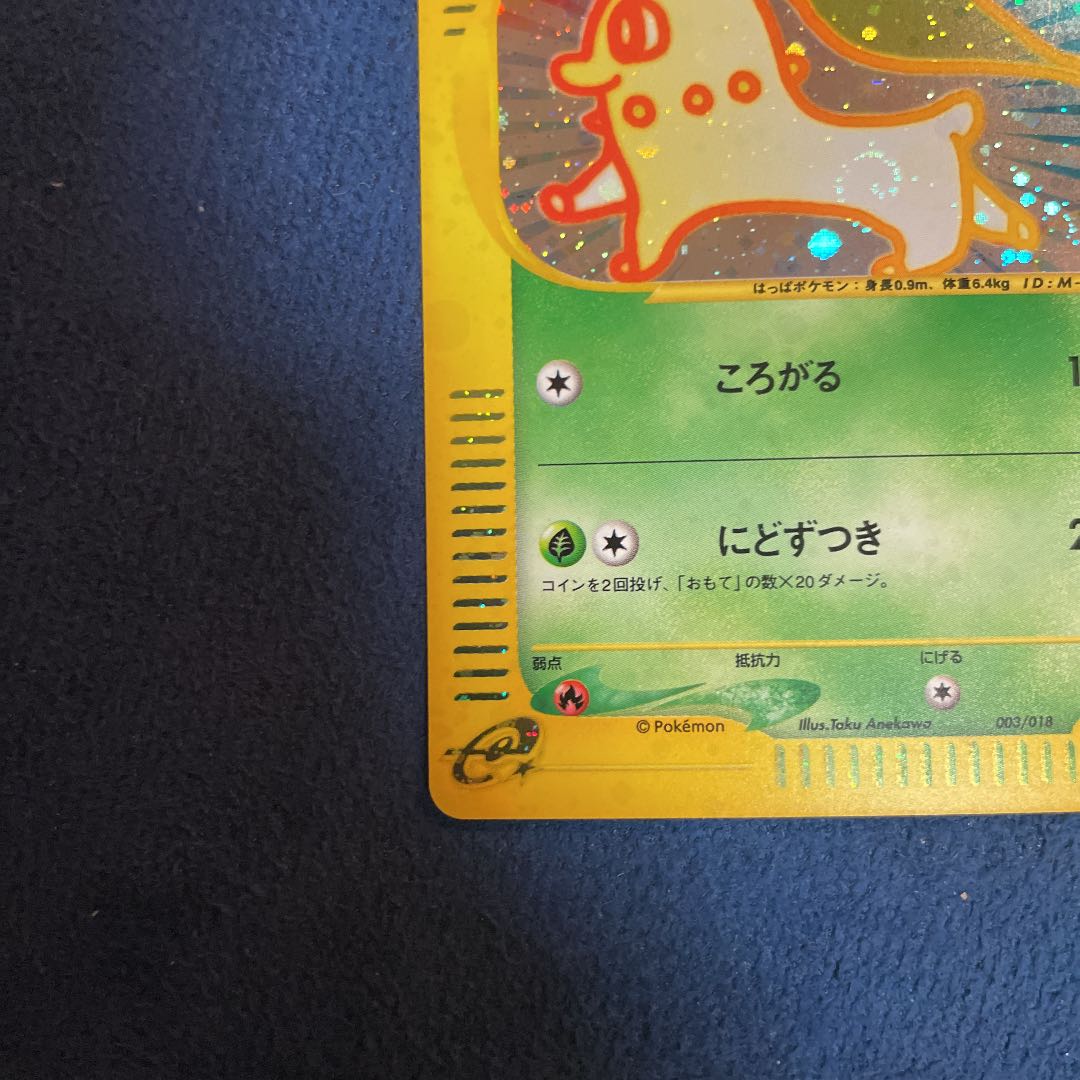 はっぱポケモン：身長0.9m、体重6.4kg ID:M-
ころがる 1
にどずつき 2
コインを2回投げ、「おもて」の数×20ダメージ。
弱点 抵抗力 にげる
© Pokémon Illus.Taku Anekawa 003/018
e